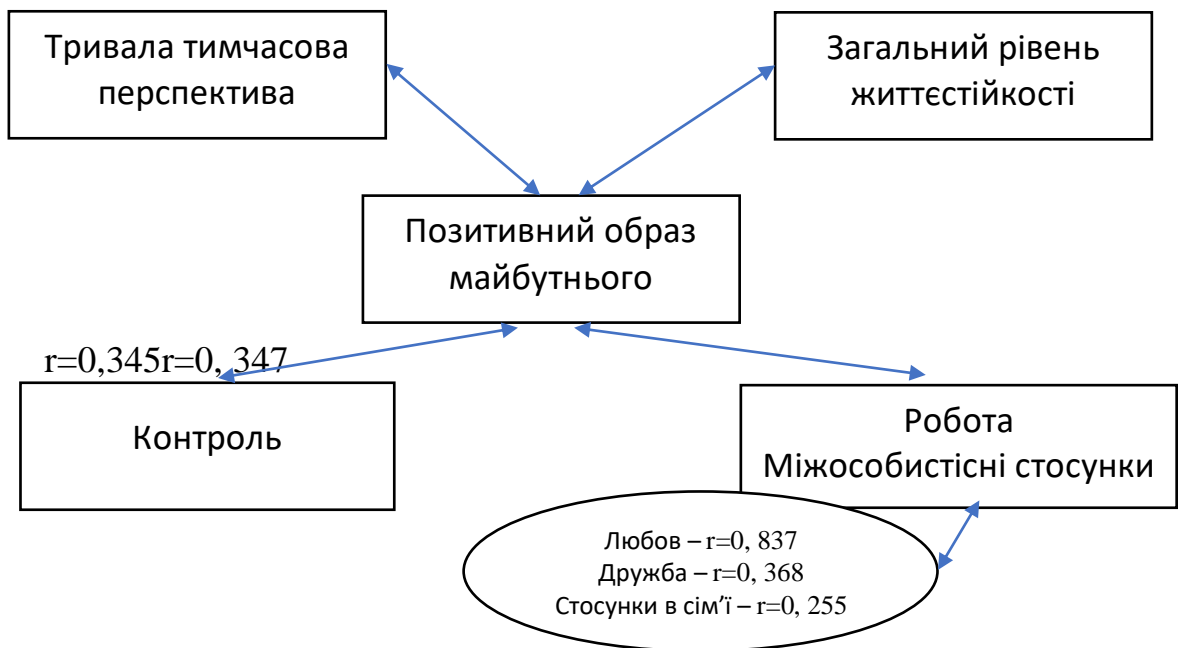 Тривала тимчасова
перспектива
Загальний рівень
життєстійкості
Позитивний образ
майбутнього
r=0,345r=0, 347
Контроль
Робота
Міжособистісні стосунки
Любов – r=0, 837
Дружба – r=0, 368
Стосунки в сім’ї – r=0, 255